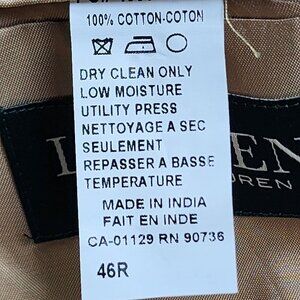 100% COTTON-COTON
DRY CLEAN ONLY
LOW MOISTURE
UTILITY PRESS
NETTOYAGE A SEC
SEULEMENT
REPASSER A BASSE
TEMPERATURE
MADE IN INDIA
FAIT EN INDE
CA-01129 RN 90736
46R